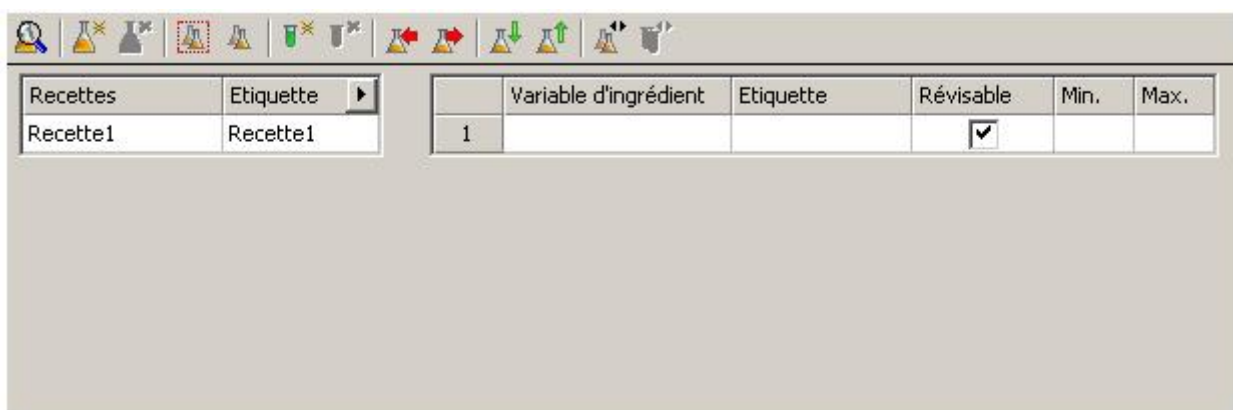 Recettes Etiquette Variable d'ingrédient Etiquette Révisable Min. Max.
Recette1 Recette1 1